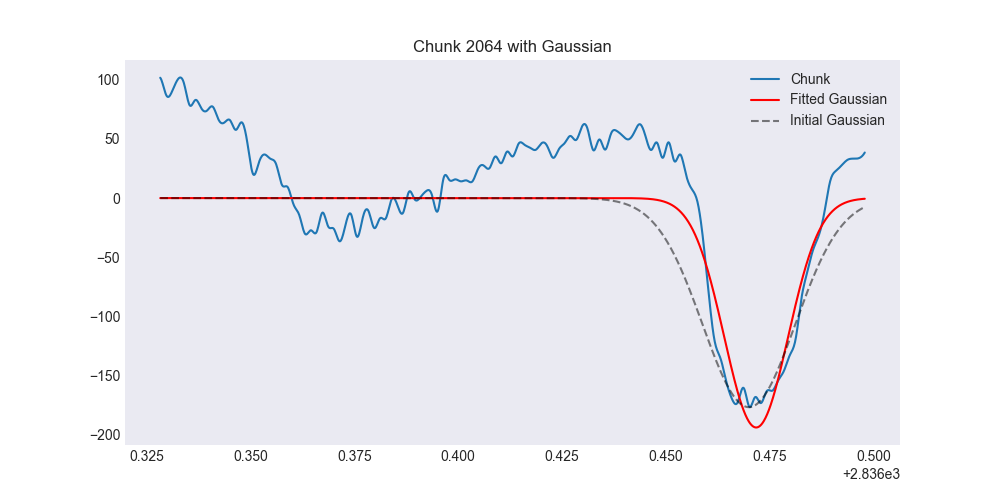 Chunk 2064 with Gaussian
Chunk
Fitted Gaussian
Initial Gaussian
100
50
0
−50
−100
−150
−200
0.325 0.350 0.375 0.400 0.425 0.450 0.475 0.500
+2.836e3